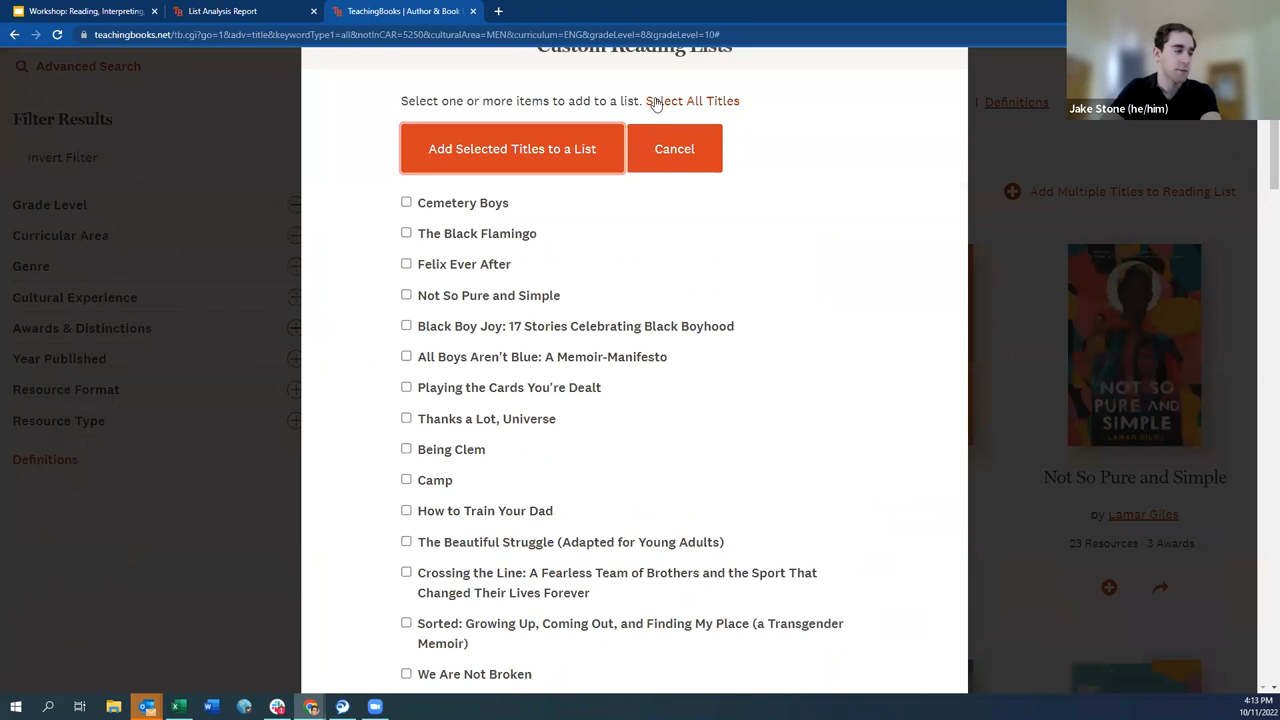 Workshop: Reading, Interpreting,
List Analysis Report
TeachingBooks | Author & Book
teachingbooks.net/tb.cgi?go=1&adv=title&keywordType1=all&notInCAR=5250&culturalArea=MEN&curriculum=ENG&gradeLevel=8&gradeLevel=10#
Jake Stone (he/him)
Custom Reading Lists
Advanced Search
Select one or more items to add to a list. Select All Titles
| Definitions
Filter Results
Add Selected Titles to a List
Cancel
Invert Filter
Add Multiple Titles to Reading List
Grade Level
Curricular Area
Genre
Cultural Experience
Awards & Distinctions
Year Published
Resource Format
Resource Type
Definitions
Cemetery Boys
The Black Flamingo
Felix Ever After
Not So Pure and Simple
Black Boy Joy: 17 Stories Celebrating Black Boyhood
All Boys Aren't Blue: A Memoir-Manifesto
Playing the Cards You're Dealt
Thanks a Lot, Universe
Being Clem
Camp
How to Train Your Dad
The Beautiful Struggle (Adapted for Young Adults)
Crossing the Line: A Fearless Team of Brothers and the Sport That
Changed Their Lives Forever
Sorted: Growing Up, Coming Out, and Finding My Place (a Transgender
Memoir)
We Are Not Broken
NOT SO
PURE AND
SIMPLE
LAMAR GILES
Not So Pure and Simple
by Lamar Giles
23 Resources 3 Awards
4:13 PM
10/11/2022